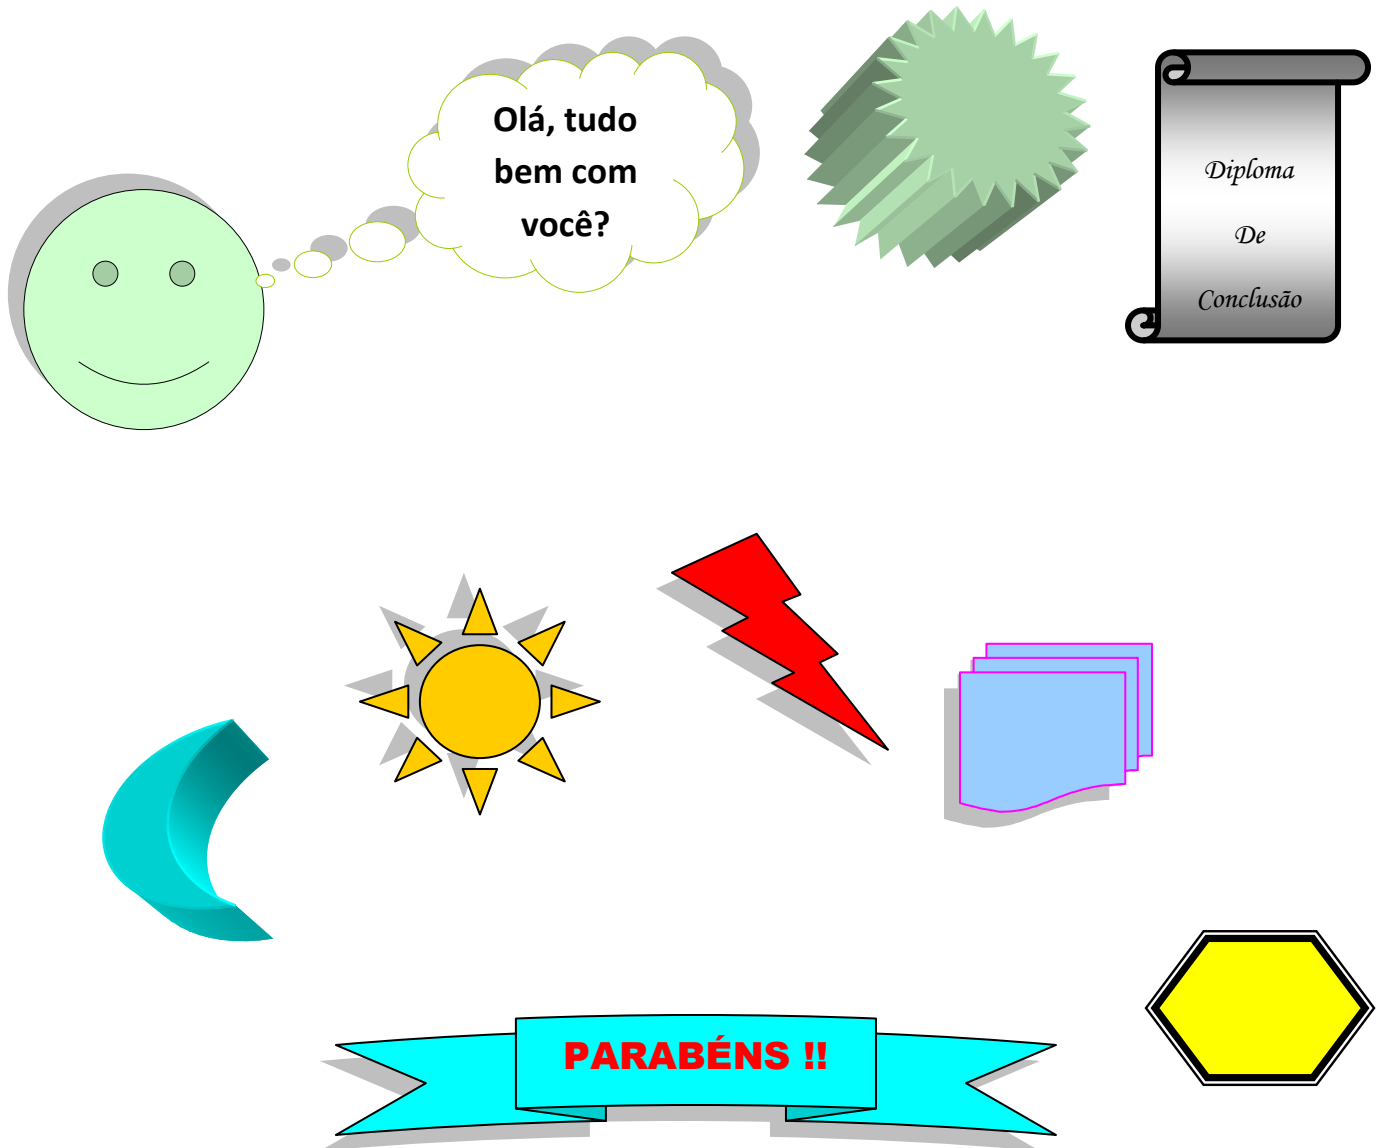 Olá, tudo
bem com
você?
Diploma
De
Conclusão
PARABÉNS !!